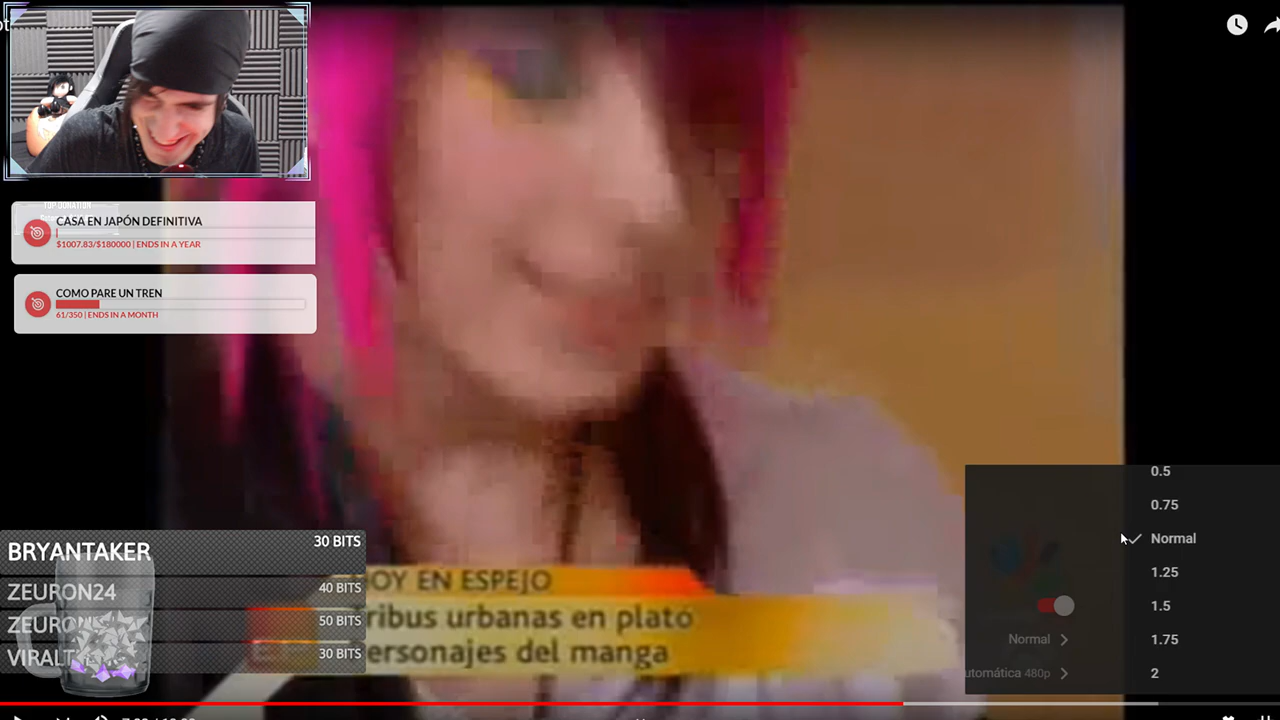 CASA EN JAPÓN DEFINITIVA
$1007.83/$180000 | ENDS IN A YEAR
COMO PARE UN TREN
61/350 | ENDS IN A MONTH
BRYANTAKER 30 BITS
ZEURON24 40 BITS
50 BITS
30 BITS
OY EN ESPEJO
ribus urbanas en plató
ersonajes del manga
0.5
0.75
Normal
1.25
1.5
1.75
2
Normal
utomática 480p